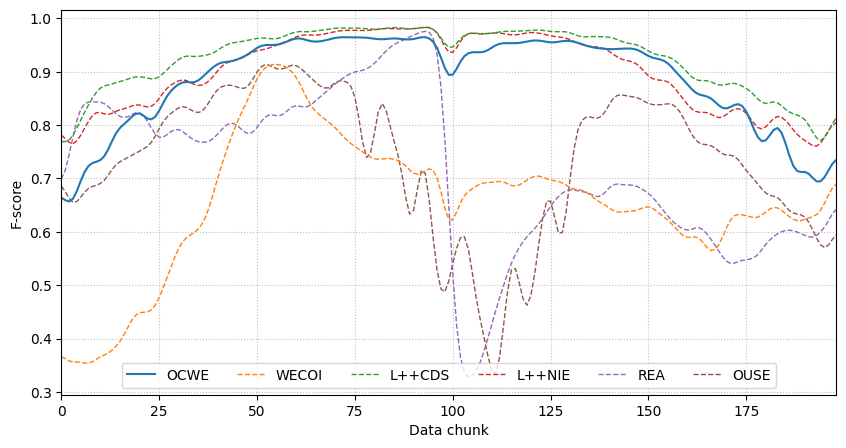 F-score
1.0
0.9
0.8
0.7
0.6
0.5
0.4
0.3
OCWE WECOI L++CDS L++NIE REA OUSE
0 25 50 75 100 125 150 175
Data chunk